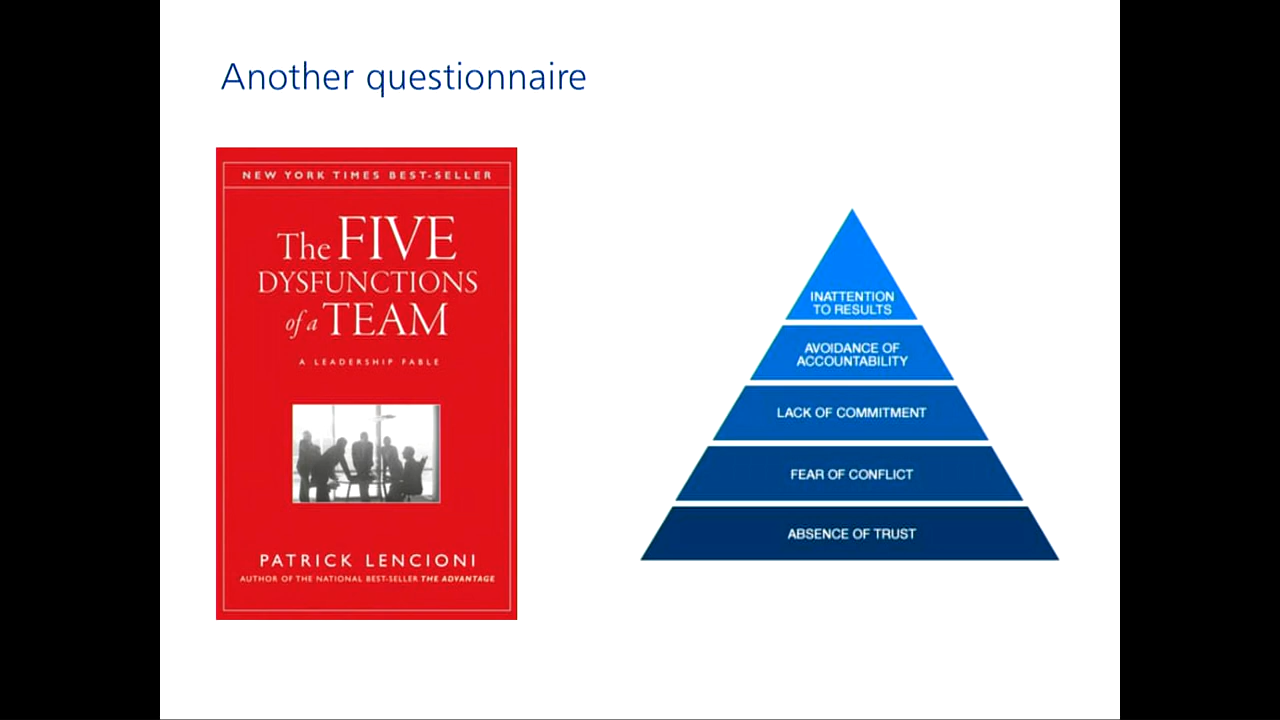 Another questionnaire
NEW YORK TIMES BEST-SELLER
The FIVE
DYSFUNCTIONS
of a TEAM
A LEADERSHIP FABLE
PATRICK LENCIONI
AUTHOR OF THE NATIONAL BEST-SELLER THE ADVANTAGE
INATTENTION
TO RESULTS
AVOIDANCE OF
ACCOUNTABILITY
LACK OF COMMITMENT
FEAR OF CONFLICT
ABSENCE OF TRUST